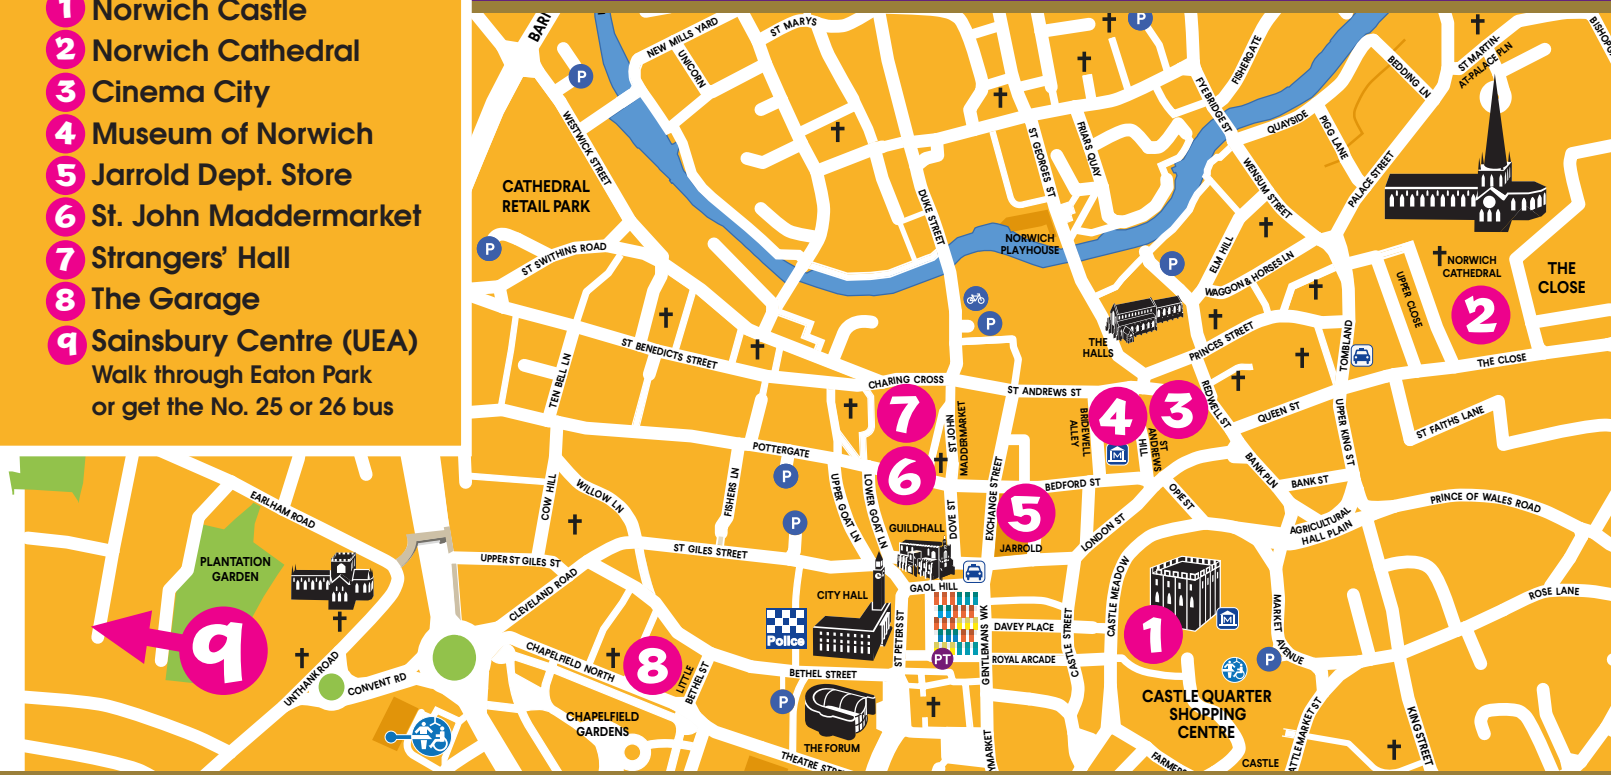 1 Norwich Castle
2 Norwich Cathedral
3 Cinema City
4 Museum of Norwich
5 Jarrold Dept. Store
6 St. John Maddermarket
7 Strangers' Hall
8 The Garage
9 Sainsbury Centre (UEA)
Walk through Eaton Park
or get the No. 25 or 26 bus
NEW MILLS YARD
ST MARYS
UNICORN
P
P
FISHERGATE
FYEBRIDGE ST
BEDDING LN
ST MARTIN-
AT-PALACE PLN
WESTWICK STREET
ST GEORGES ST
FRIARS QUAY
QUAYSIDE
PIGG LANE
WENSUM STREET
PALACE STREET
CATHEDRAL
RETAIL PARK
DUKE STREET
NORWICH
PLAYHOUSE
P
ST SWITHINS ROAD
ELM HILL
P
WAGGON & HORSES LN
NORWICH
CATHEDRAL
UPPER CLOSE
THE
CLOSE
2
P
THE
HALLS
PRINCES STREET
TOMBLAND
THE CLOSE
ST BENEDICTS STREET
TEN BELL LN
CHARING CROSS
ST ANDREWS ST
REDWELL ST
QUEEN ST
UPPER KING ST
ST FAITHS LANE
7
ST JOHN
MADDERMARKET
BRIDEWELL
ALLEY
4
3
ST
ANDREWS
HILL
M
POTTERGATE
P
6
BEDFORD ST
BANK PLN
BANK ST
OPIE ST
PRINCE OF WALES ROAD
EARLHAM ROAD
COW HILL
WILLOW LN
FISHERS LN
P
UPPER GOAT LN
LOWER GOAT LN
GUILDHALL
DOVE ST
EXCHANGE STREET
5
JARROLD
LONDON ST
AGRICULTURAL
HALL PLAIN
PLANTATION
GARDEN
UPPER ST GILES ST
ST GILES STREET
CLEVELAND ROAD
CITY HALL
GAOL HILL
Police
ST PETERS ST
GENTLEMANS WK
DAVEY PLACE
ROYAL ARCADE
CASTLE STREET
CASTLE MEADOW
1
M
MARKET
AVENUE
P
ROSE LANE
9
CHAPELFIELD NORTH
8
LITTLE
BETHEL ST
BETHEL STREET
PT
UNTHANK ROAD
CONVENT RD
CHAPELFIELD
GARDENS
P
THE FORUM
CASTLE QUARTER
SHOPPING
CENTRE
KING STREET
CASTLE